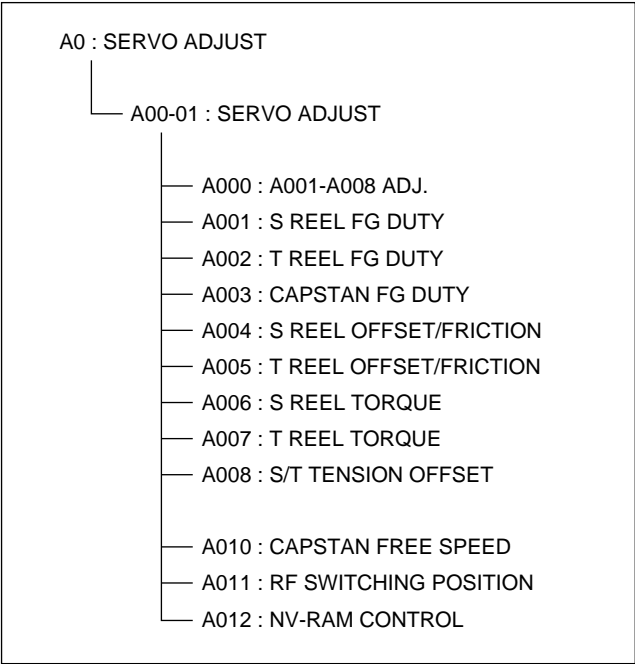 A0 : SERVO ADJUST
A00-01 : SERVO ADJUST
A000 : A001-A008 ADJ.
A001 : S REEL FG DUTY
A002 : T REEL FG DUTY
A003 : CAPSTAN FG DUTY
A004 : S REEL OFFSET/FRICTION
A005 : T REEL OFFSET/FRICTION
A006 : S REEL TORQUE
A007 : T REEL TORQUE
A008 : S/T TENSION OFFSET
A010 : CAPSTAN FREE SPEED
A011 : RF SWITCHING POSITION
A012 : NV-RAM CONTROL